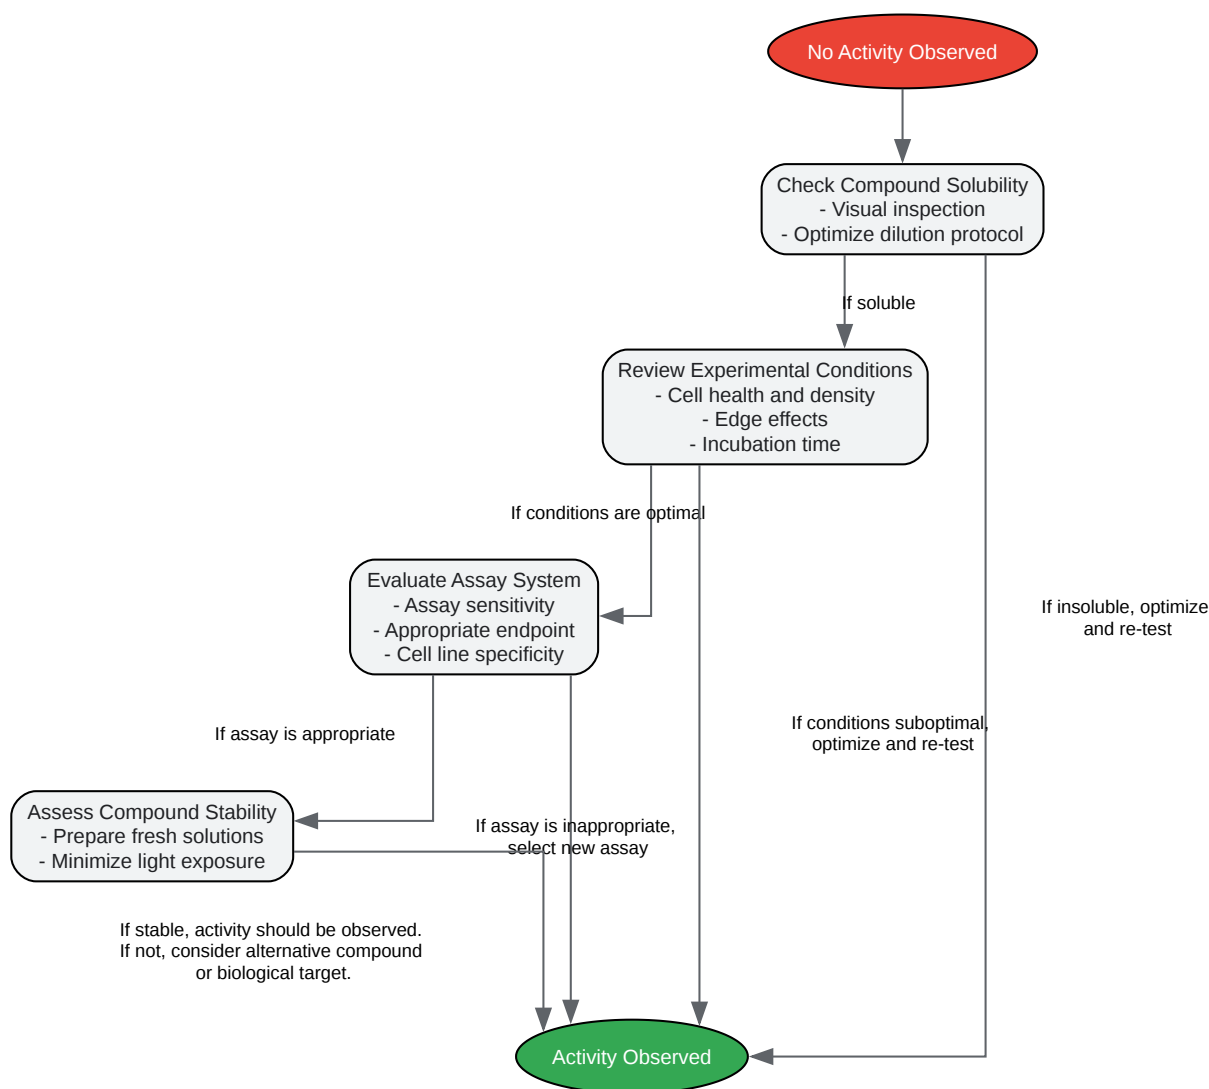 No Activity Observed
Check Compound Solubility
- Visual inspection
- Optimize dilution protocol
If soluble
Review Experimental Conditions
- Cell health and density
- Edge effects
- Incubation time
If conditions are optimal
Evaluate Assay System
- Assay sensitivity
- Appropriate endpoint
- Cell line specificity
If insoluble, optimize
and re-test
If conditions suboptimal,
optimize and re-test
If assay is appropriate
Assess Compound Stability
- Prepare fresh solutions
- Minimize light exposure
If assay is inappropriate,
select new assay
If stable, activity should be observed.
If not, consider alternative compound
or biological target.
Activity Observed